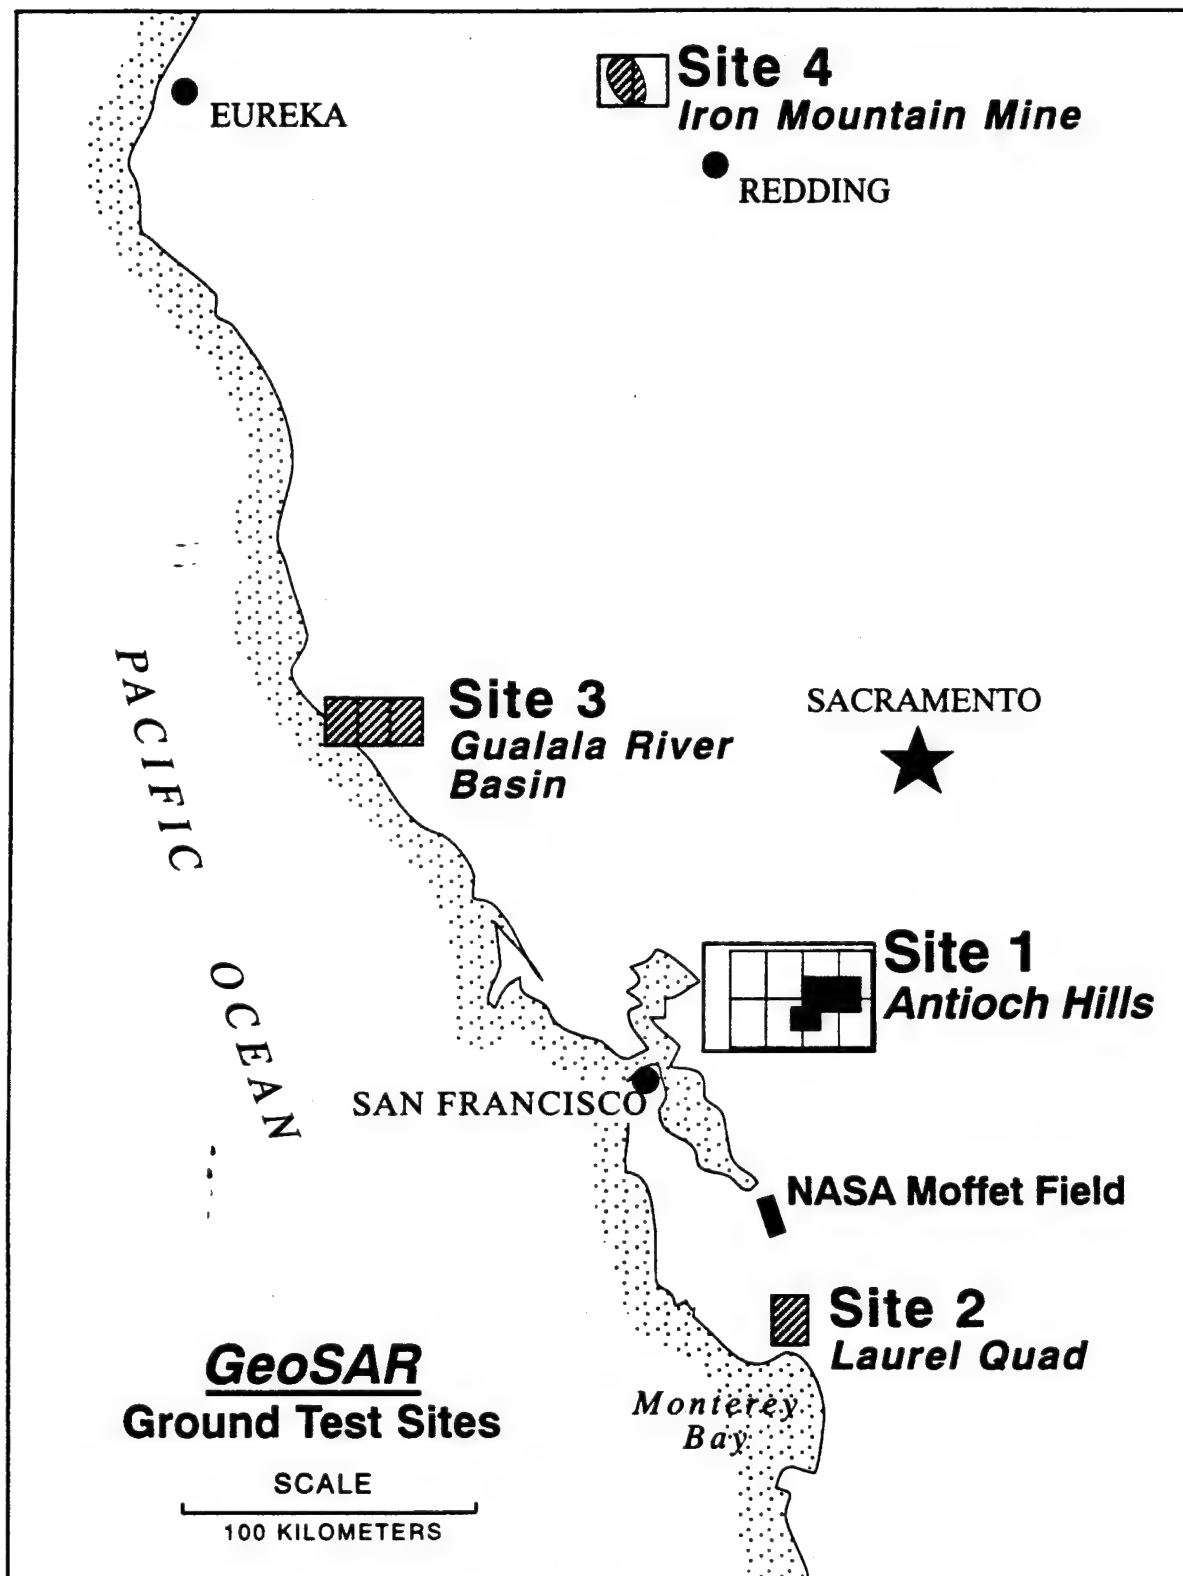 Site 4
Iron Mountain Mine
EUREKA
REDDING
PACIFIC
OCEAN
Site 3
Gualala River
Basin
SACRAMENTO
Site 1
Antioch Hills
SAN FRANCISCO
NASA Moffet Field
Site 2
Laurel Quad
Monterey
Bay
GeoSAR
Ground Test Sites
SCALE
100 KILOMETERS